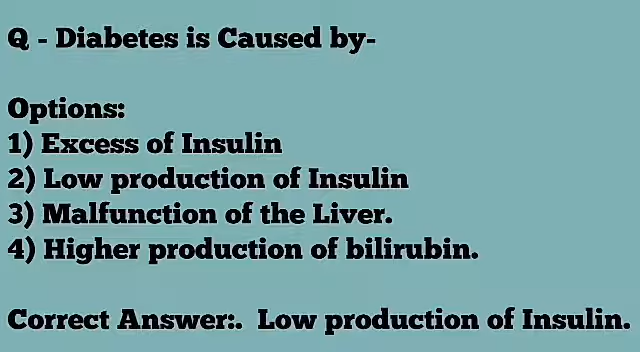 Q - Diabetes is Caused by-
Options:
1) Excess of Insulin
2) Low production of Insulin
3) Malfunction of the Liver.
4) Higher production of bilirubin.
Correct Answer:.  Low production of Insulin.